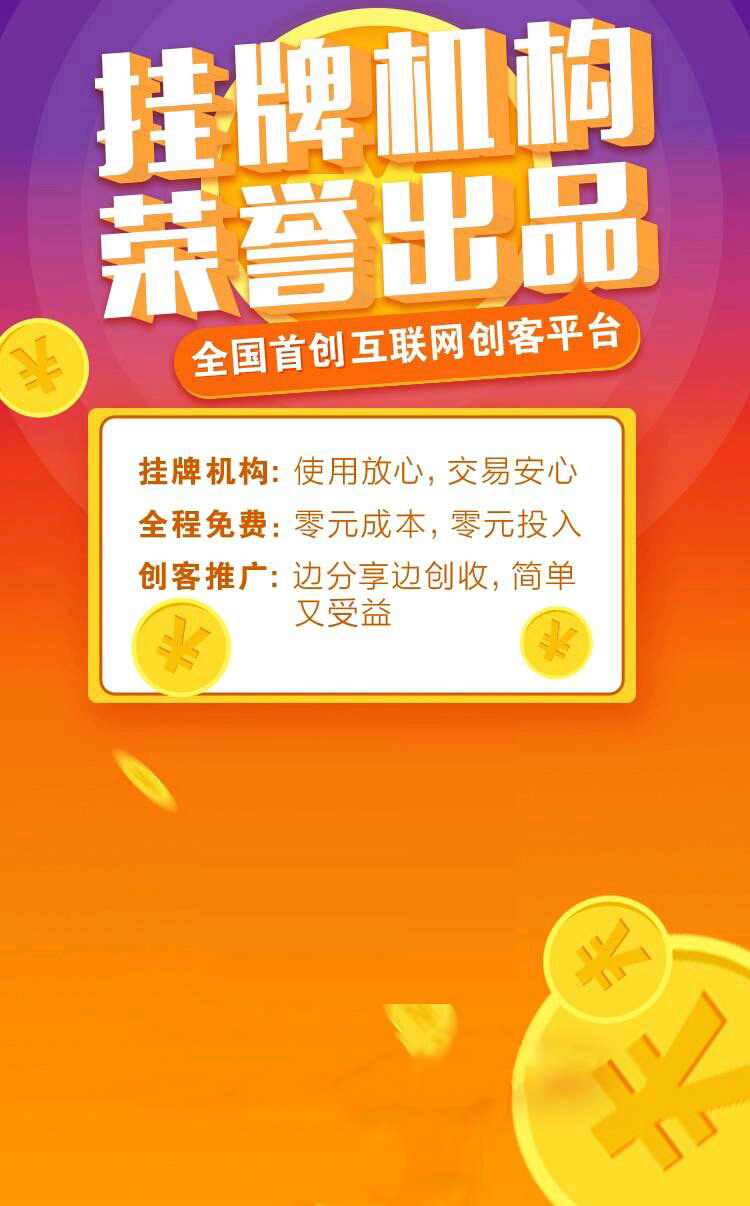 挂牌机构
荣誉出品
全国首创互联网创客平台
挂牌机构: 使用放心, 交易安心
全程免费: 零元成本, 零元投入
创客推广: 边分享边创收, 简单
又受益